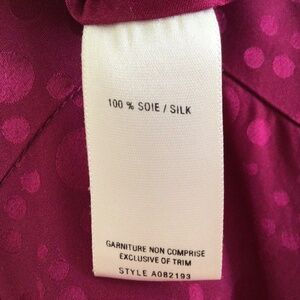 100 % SOIE / SILK
GARNITURE NON COMPRISE
EXCLUSIVE OF TRIM
STYLE A082193